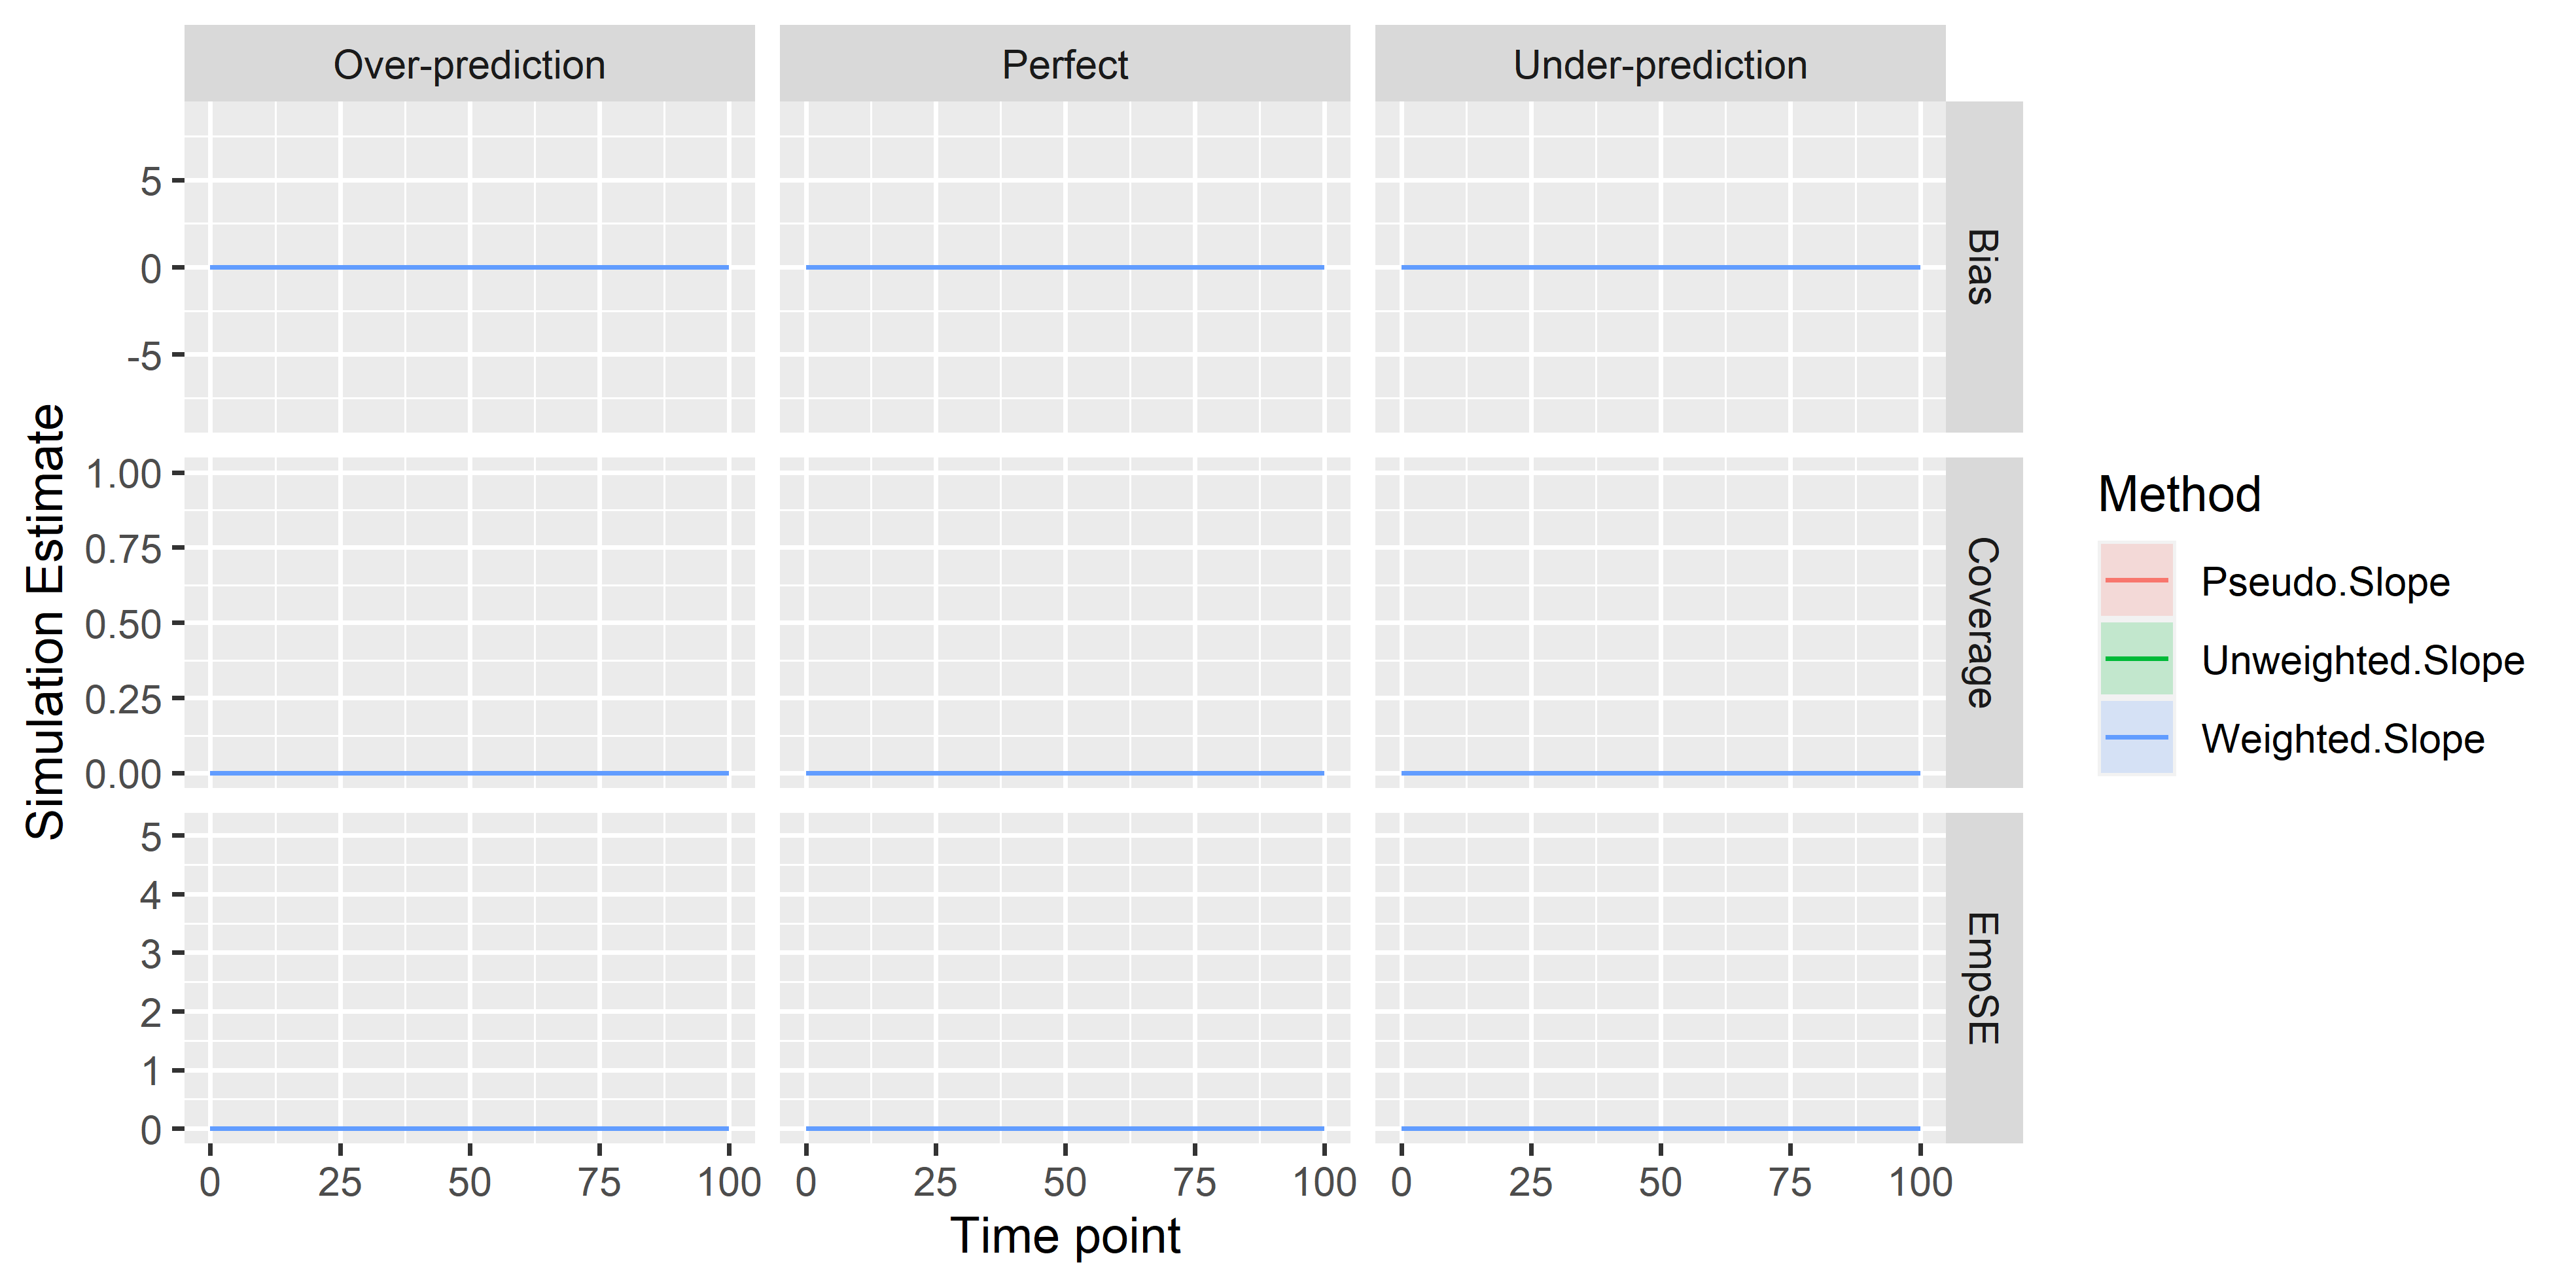 Over-prediction Perfect Under-prediction
5
0
-5
Bias
1.00
0.75
0.50
0.25
0.00
Coverage
5
4
3
2
1
0
EmpSE
0 25 50 75 100 0 25 50 75 100 0 25 50 75 100
Time point
Simulation Estimate
Method
Pseudo.Slope
Unweighted.Slope
Weighted.Slope